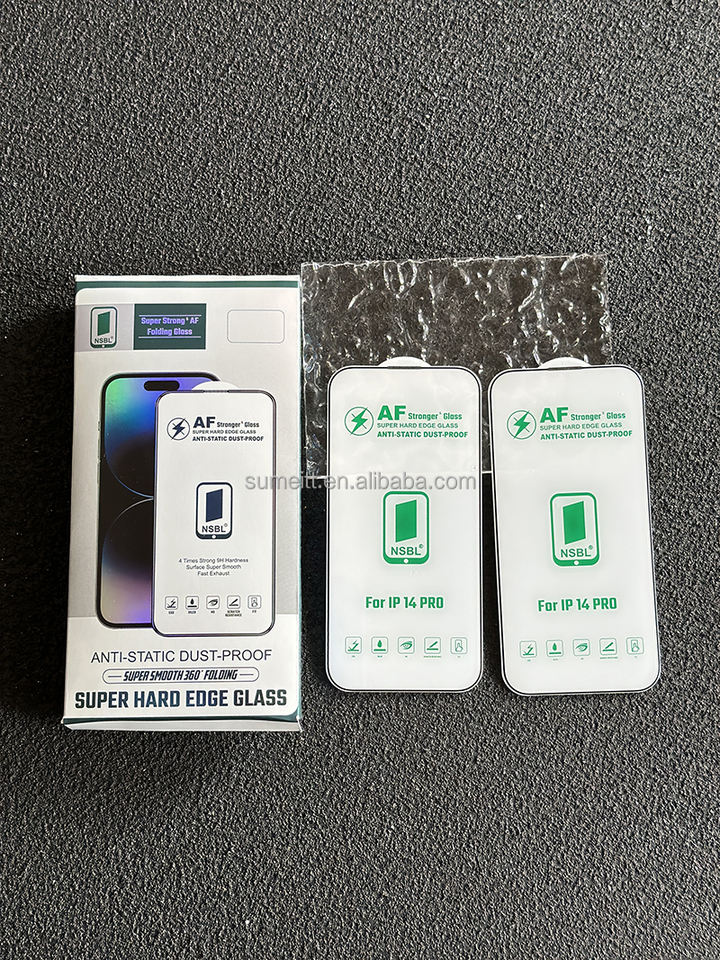 NSBL®
Super Strong⁺ AF
Folding Glass
AF Stronger⁺ Glass
SUPER HARD EDGE GLASS
ANTI-STATIC DUST-PROOF
NSBL®
4 Times Strong 9H Hardness
Surface Super Smooth
Fast Exhaust
HD
SCRATCH
RESISTANCE
ANTI-STATIC DUST-PROOF
SUPER SMOOTH 360° FOLDING
SUPER HARD EDGE GLASS
AF Stronger⁺ Glass
SUPER HARD EDGE GLASS
ANTI-STATIC DUST-PROOF
NSBL®
For IP 14 PRO
AF Stronger⁺ Glass
SUPER HARD EDGE GLASS
ANTI-STATIC DUST-PROOF
NSBL®
For IP 14 PRO
sumeitt.en.alibaba.com